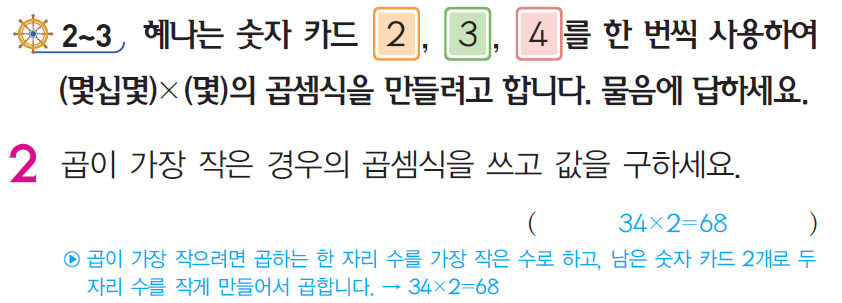 2~3 혜나는 숫자 카드 2, 3, 4를 한 번씩 사용하여
(몇십몇)×(몇)의 곱셈식을 만들려고 합니다. 물음에 답하세요.
2 곱이 가장 작은 경우의 곱셈식을 쓰고 값을 구하세요.
( 34×2=68 )
곱이 가장 작으려면 곱하는 한 자리 수를 가장 작은 수로 하고, 남은 숫자 카드 2개로 두
자리 수를 작게 만들어서 곱합니다. → 34×2=68